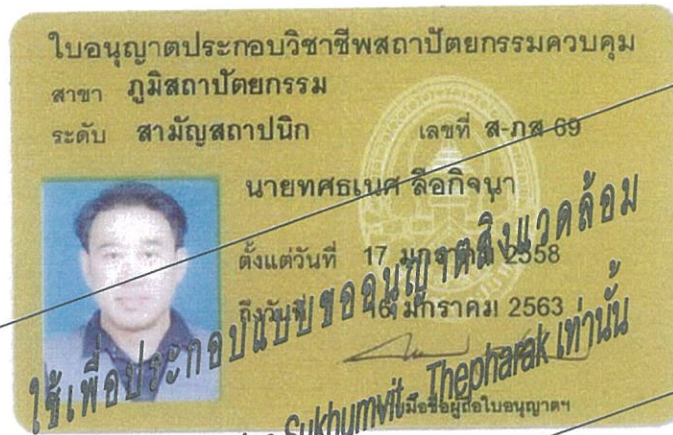 ใบอนุญาตประกอบวิชาชีพสถาปัตยกรรมควบคุม
สาขา ภูมิสถาปัตยกรรม
ระดับ สามัญสถาปนิก เลขที่ ส-ภส 69
นายทศธเนศ ลือกิจนา
ตั้งแต่วันที่ 17 มกราคม 2558
ถึงวันที่ 16 มกราคม 2563
ลายมือชื่อผู้ถือใบอนุญาตฯ
ใช้เพื่อประกอบ ขออนุญาตสิ่งแวดล้อม
Sukhumvit - Thepharak เท่านั้น